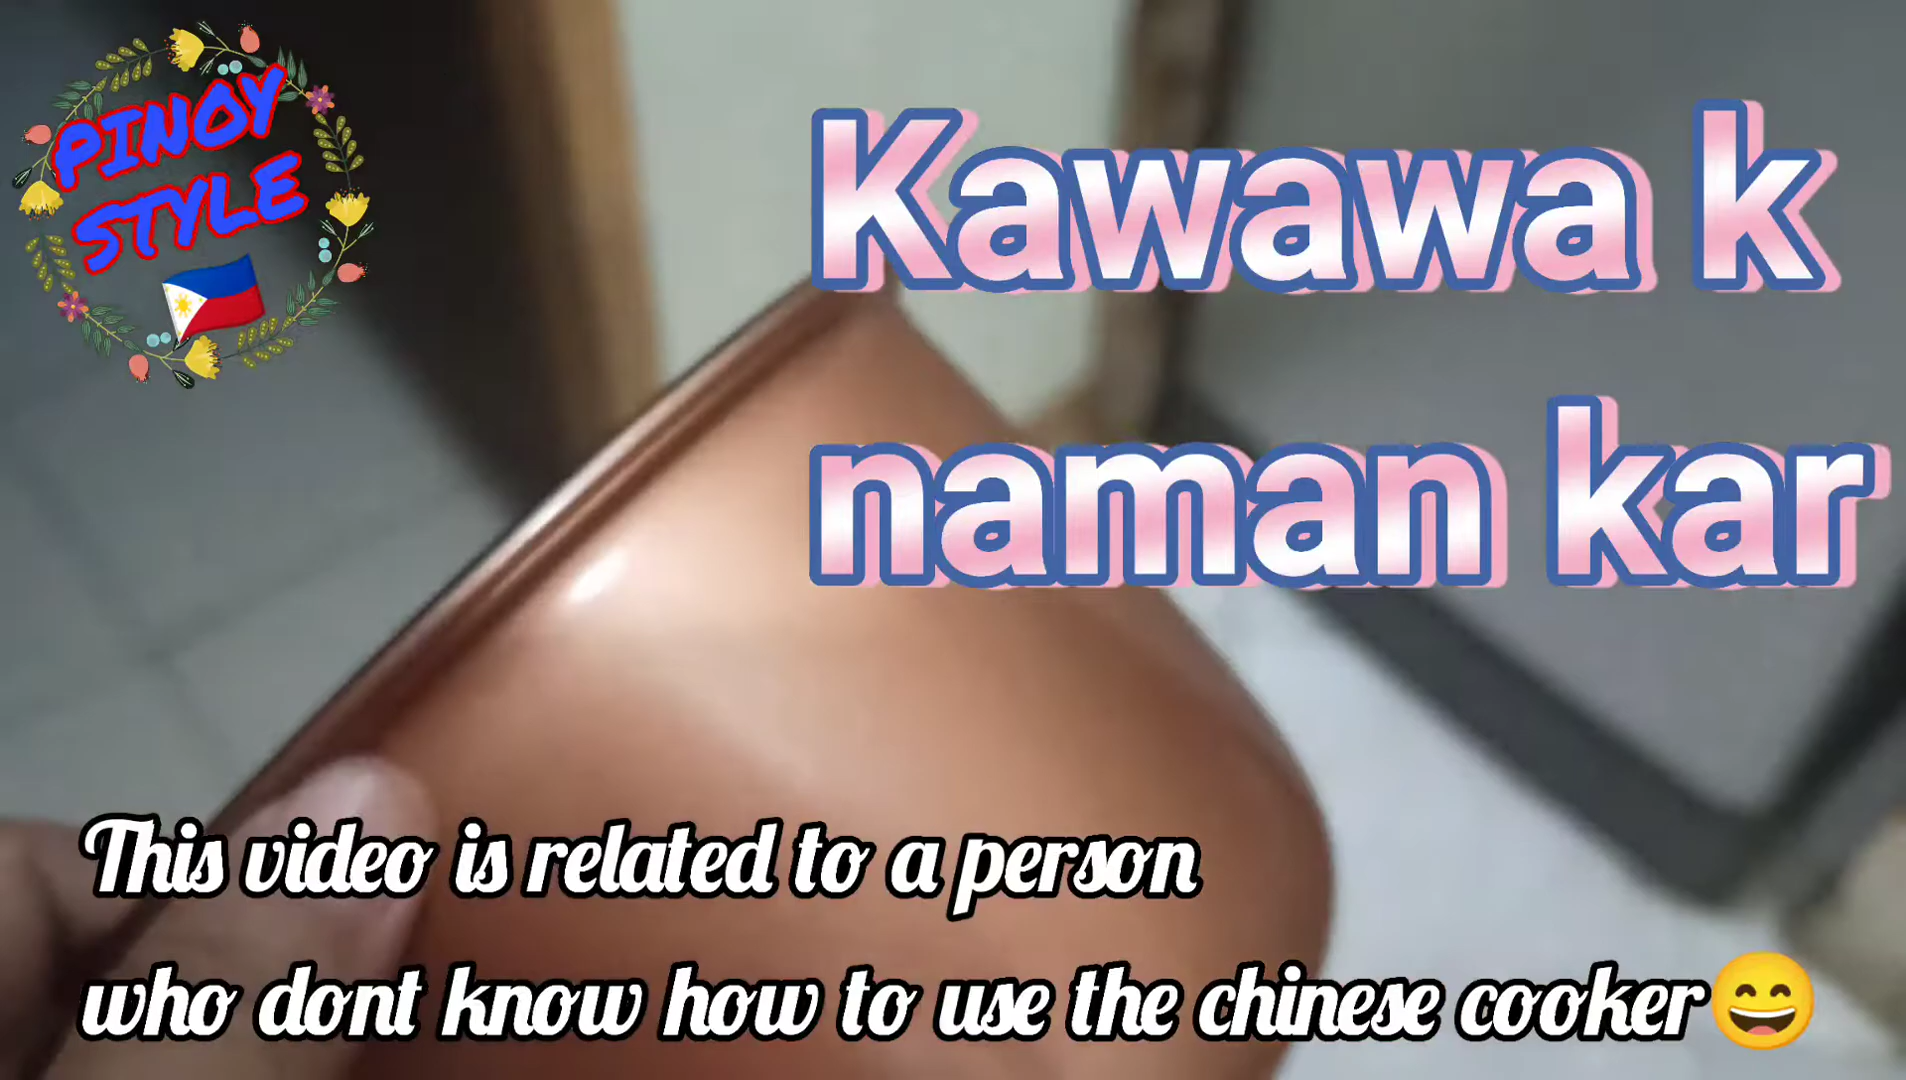 PINOY
STYLE
Kawawa k
naman kar
This video is related to a person
who dont know how to use the chinese cooker😄